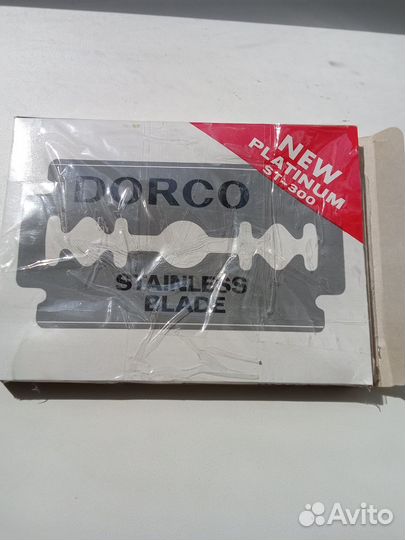 NEW
PLATINUM
ST-300
DORCO
STAINLESS
BLADE
Avito